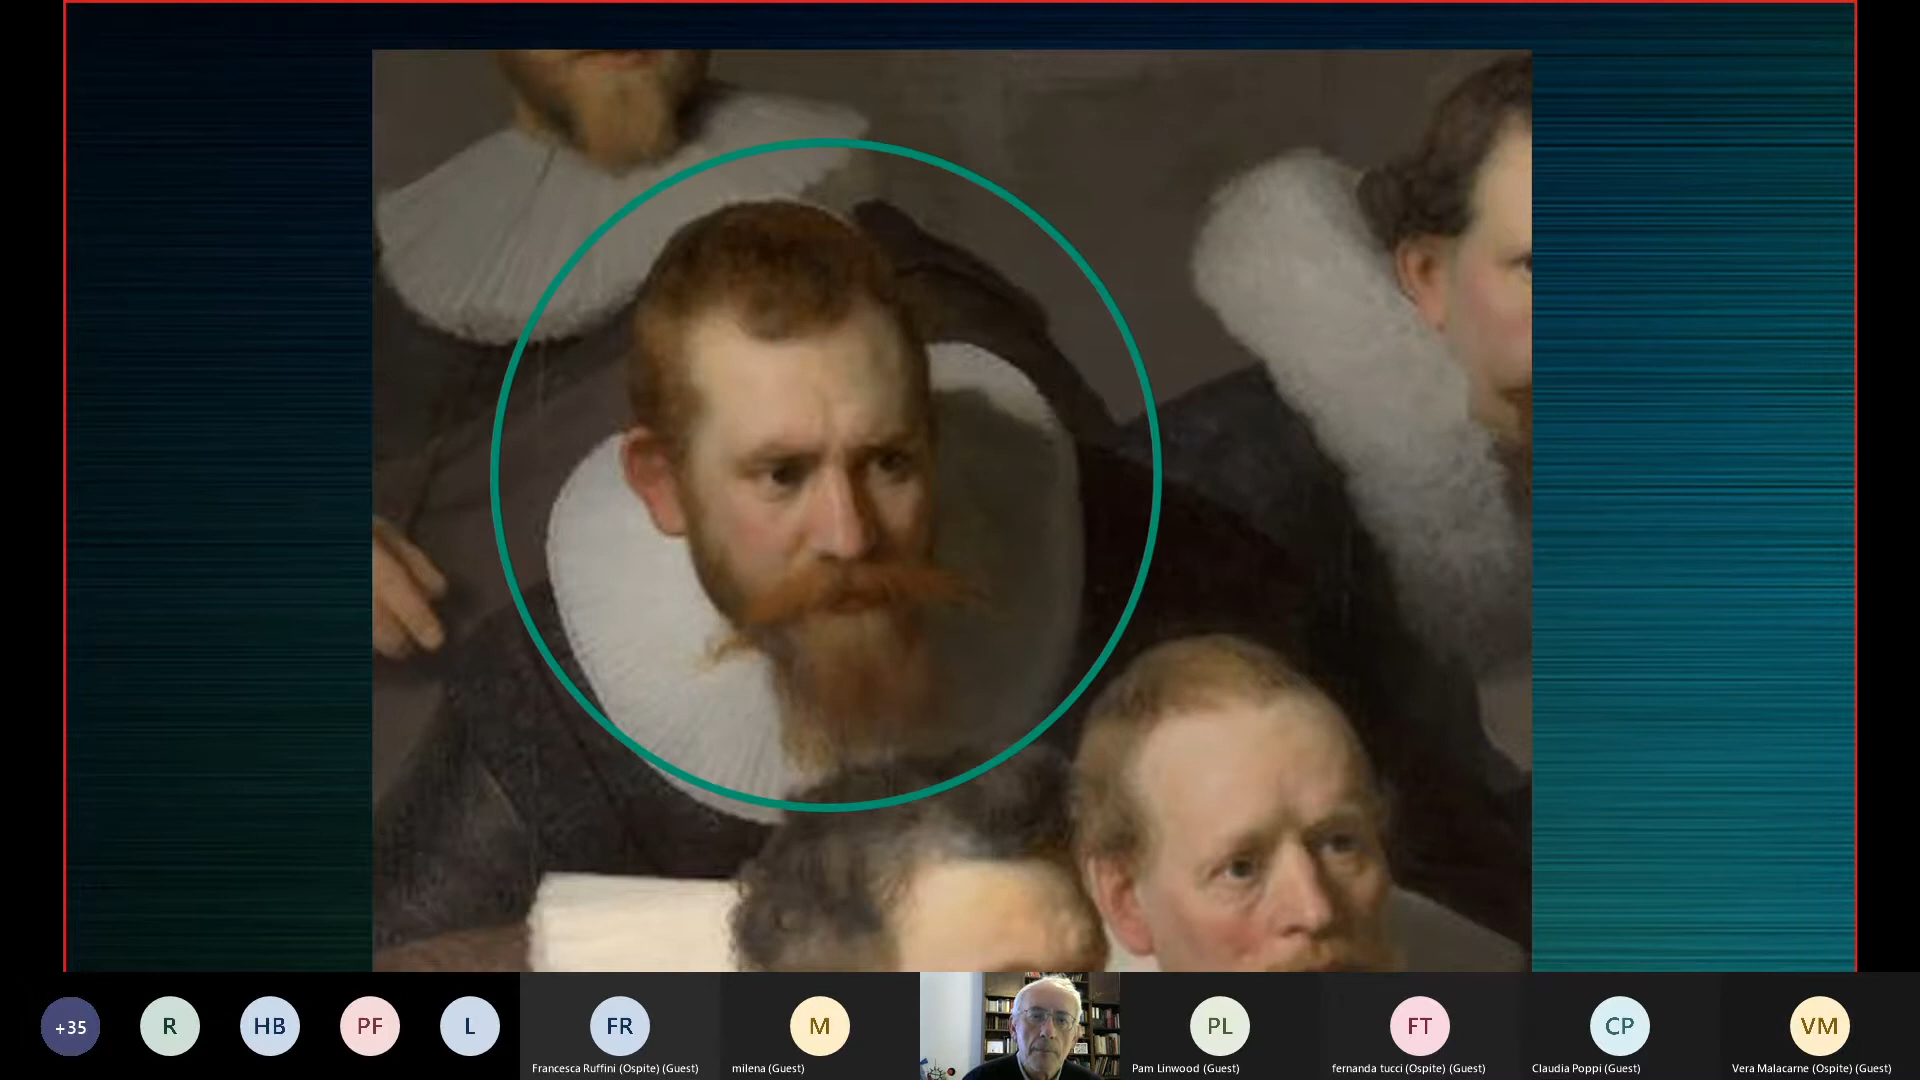 +35
R
HB
PF
L
FR
M
PL
FT
CP
VM
Francesca Ruffini (Ospite) (Guest)
milena (Guest)
Pam Linwood (Guest)
fernanda tucci (Ospite) (Guest)
Claudia Poppi (Guest)
Vera Malacarne (Ospite) (Guest)